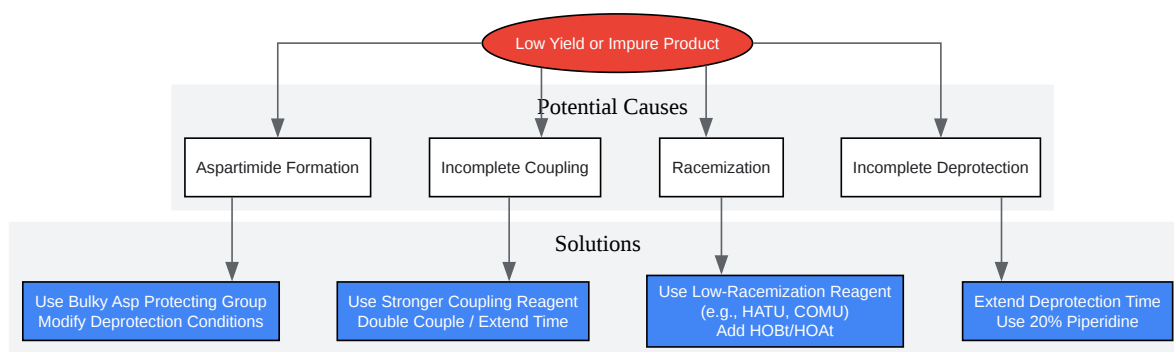 Low Yield or Impure Product
Potential Causes
Aspartimide Formation
Incomplete Coupling
Racemization
Incomplete Deprotection
Solutions
Use Bulky Asp Protecting Group
Modify Deprotection Conditions
Use Stronger Coupling Reagent
Double Couple / Extend Time
Use Low-Racemization Reagent
(e.g., HATU, COMU)
Add HOBt/HOAt
Extend Deprotection Time
Use 20% Piperidine